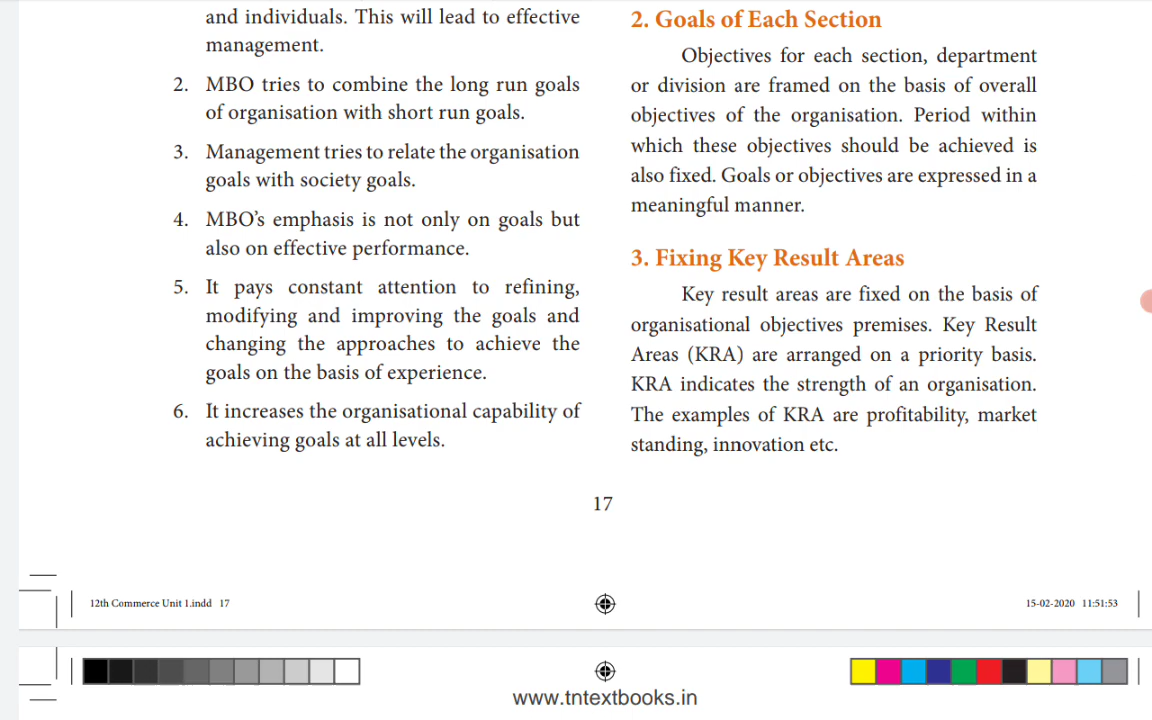 and individuals. This will lead to effective
management.
2. MBO tries to combine the long run goals
of organisation with short run goals.
3. Management tries to relate the organisation
goals with society goals.
4. MBO's emphasis is not only on goals but
also on effective performance.
5. It pays constant attention to refining,
modifying and improving the goals and
changing the approaches to achieve the
goals on the basis of experience.
6. It increases the organisational capability of
achieving goals at all levels.
2. Goals of Each Section
Objectives for each section, department
or division are framed on the basis of overall
objectives of the organisation. Period within
which these objectives should be achieved is
also fixed. Goals or objectives are expressed in a
meaningful manner.
3. Fixing Key Result Areas
Key result areas are fixed on the basis of
organisational objectives premises. Key Result
Areas (KRA) are arranged on a priority basis.
KRA indicates the strength of an organisation.
The examples of KRA are profitability, market
standing, innovation etc.
17
12th Commerce Unit 1.indd 17
15-02-2020 11:51:53
www.tntextbooks.in